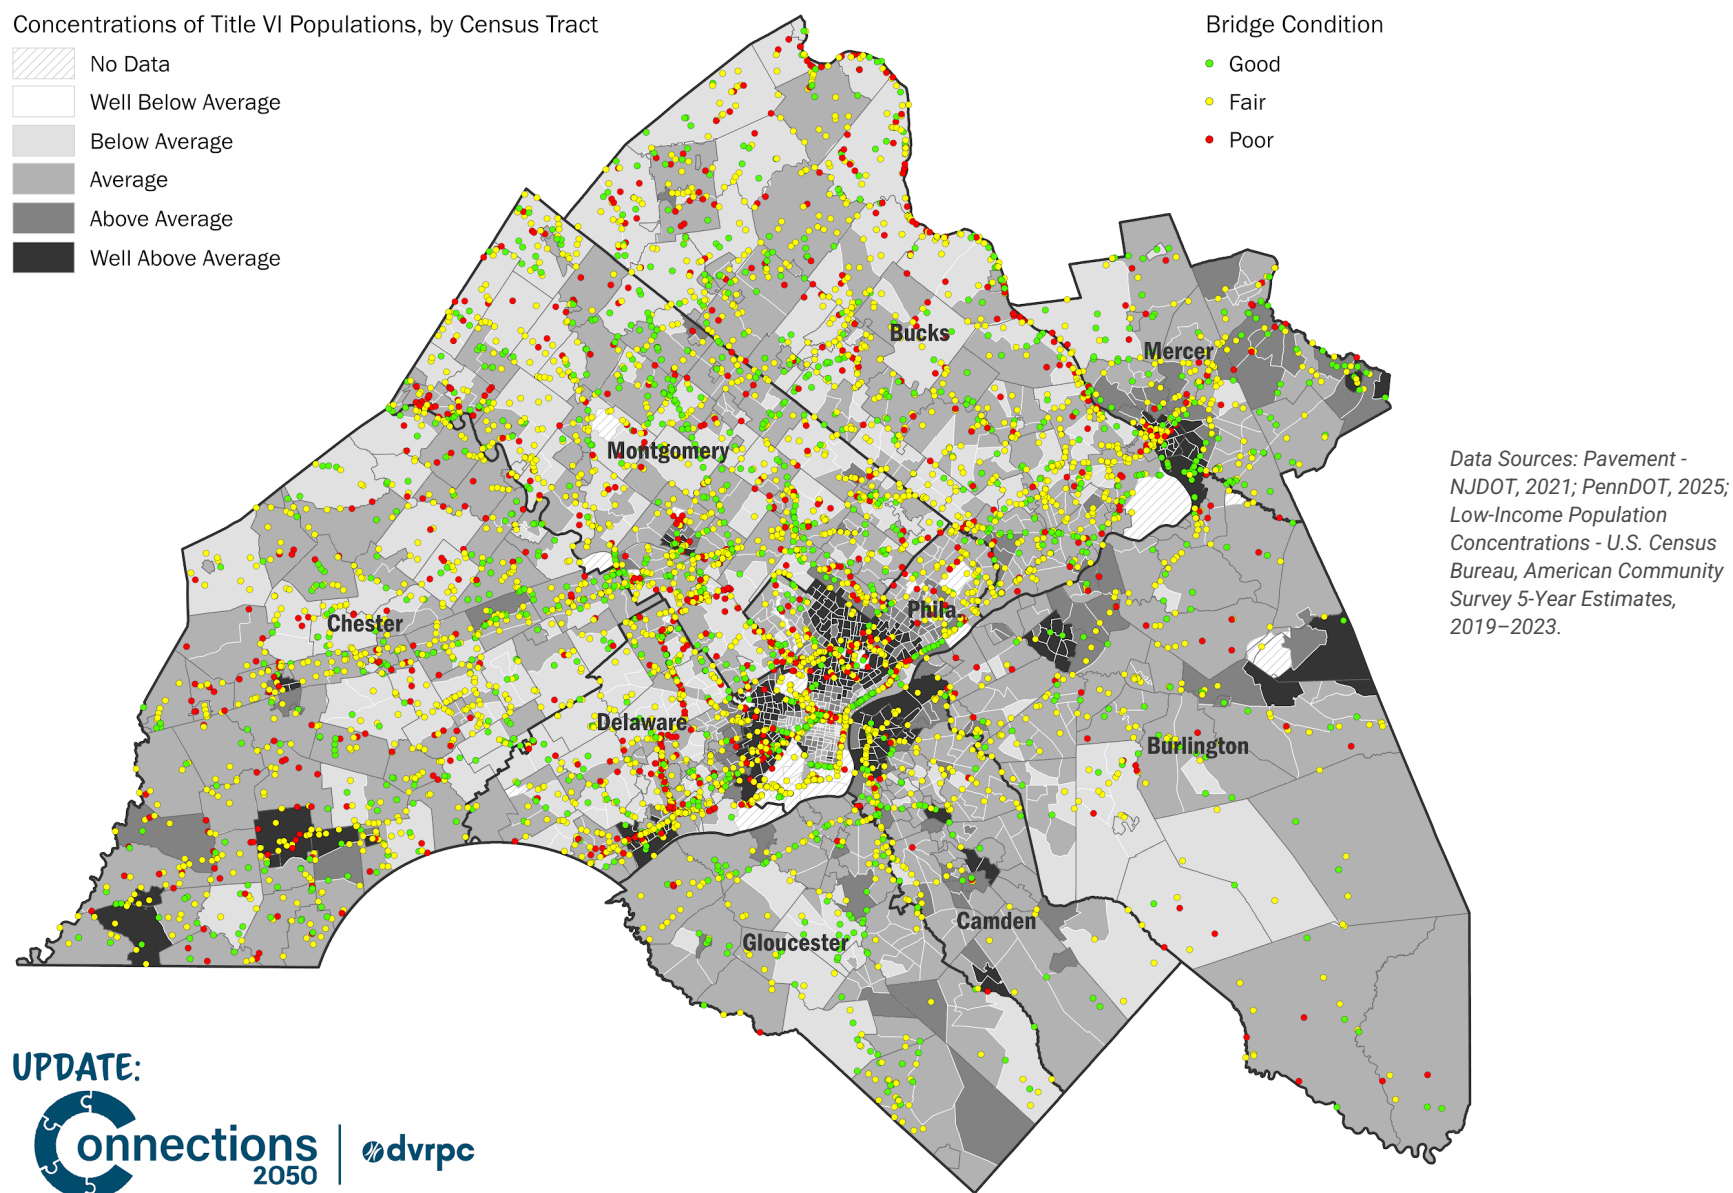 Concentrations of Title VI Populations, by Census Tract
No Data
Well Below Average
Below Average
Average
Above Average
Well Above Average
Bridge Condition
Good
Fair
Poor
Bucks
Mercer
Montgomery
Phila.
Chester
Delaware
Burlington
Camden
Gloucester
Data Sources: Pavement -
NJDOT, 2021; PennDOT, 2025;
Low-Income Population
Concentrations - U.S. Census
Bureau, American Community
Survey 5-Year Estimates,
2019–2023.
UPDATE:
Connections
2050
dvrpc